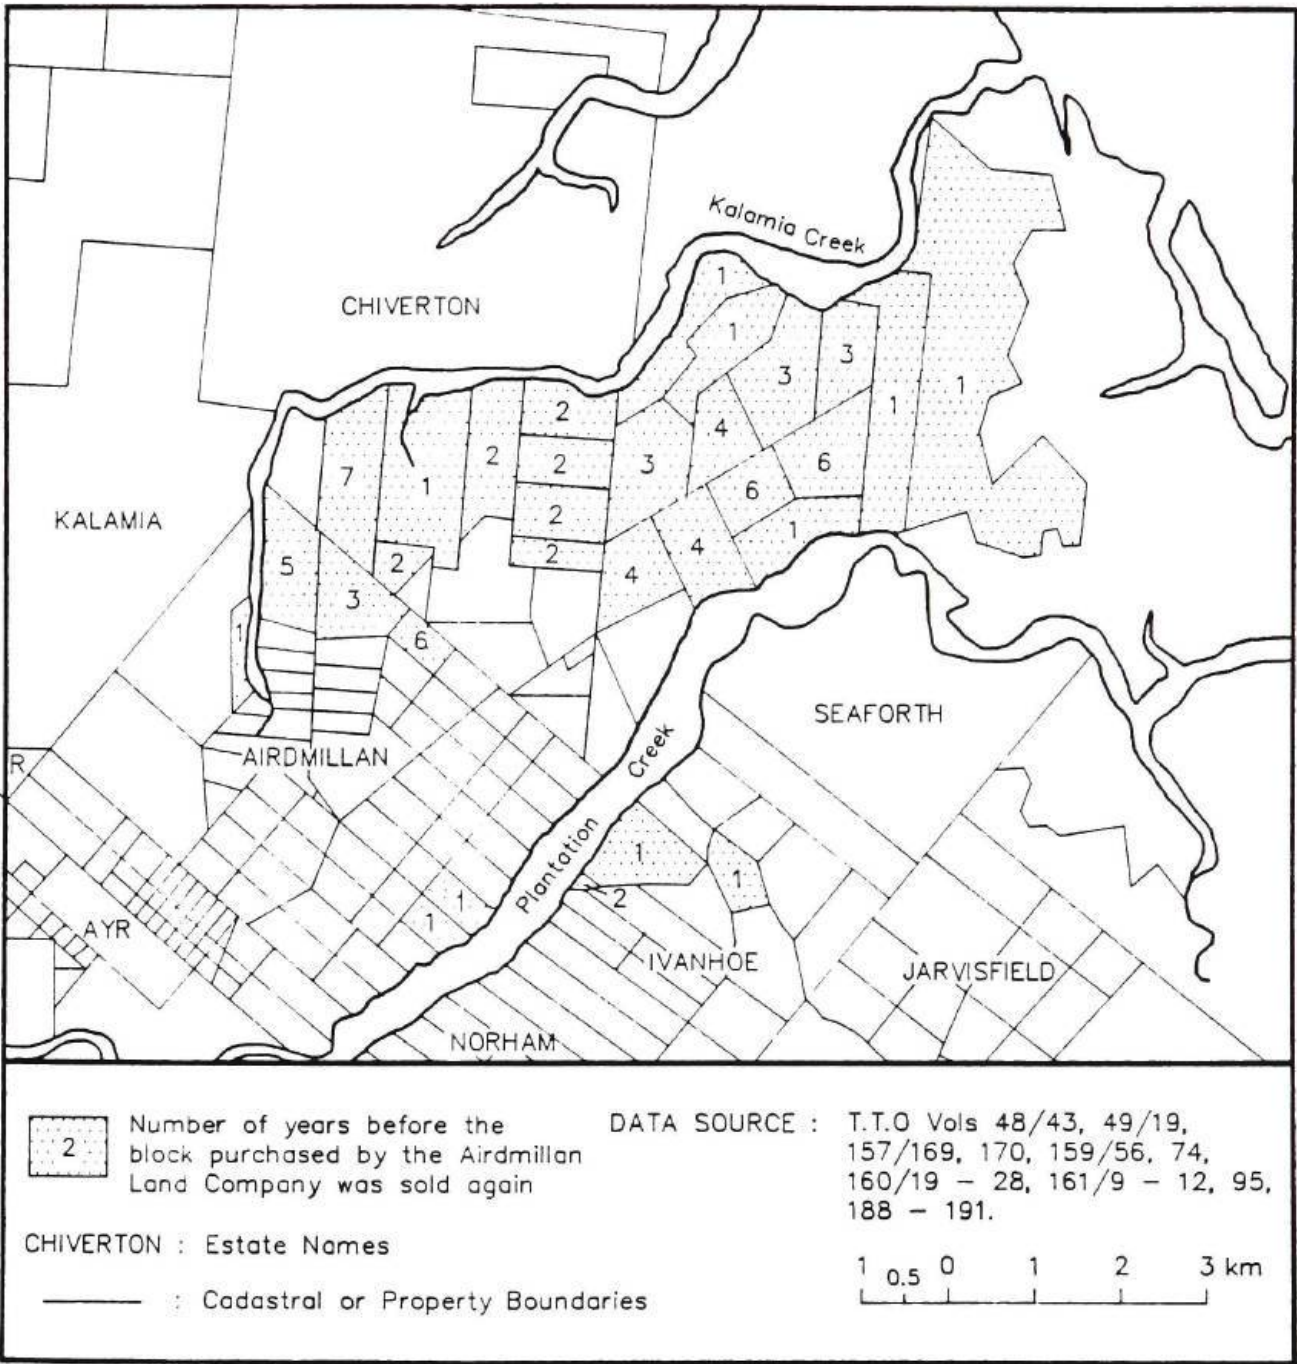 Kalamia Creek
1
CHIVERTON
1
3
3
1
1
2
4
7
1
2
2
3
6
KALAMIA
6
2
1
5
2
2
4
4
3
1
6
SEAFORTH
Plantation Creek
AIRDMILLAN
R
1
1
1
2
1
AYR
IVANHOE
JARVISFIELD
NORHAM
2
Number of years before the
block purchased by the Airdmillan
Land Company was sold again
CHIVERTON : Estate Names
: Cadastral or Property Boundaries
DATA SOURCE : T.T.O Vols 48/43, 49/19,
157/169, 170, 159/56, 74,
160/19 – 28, 161/9 – 12, 95,
188 – 191.
1 0.5 0 1 2 3 km